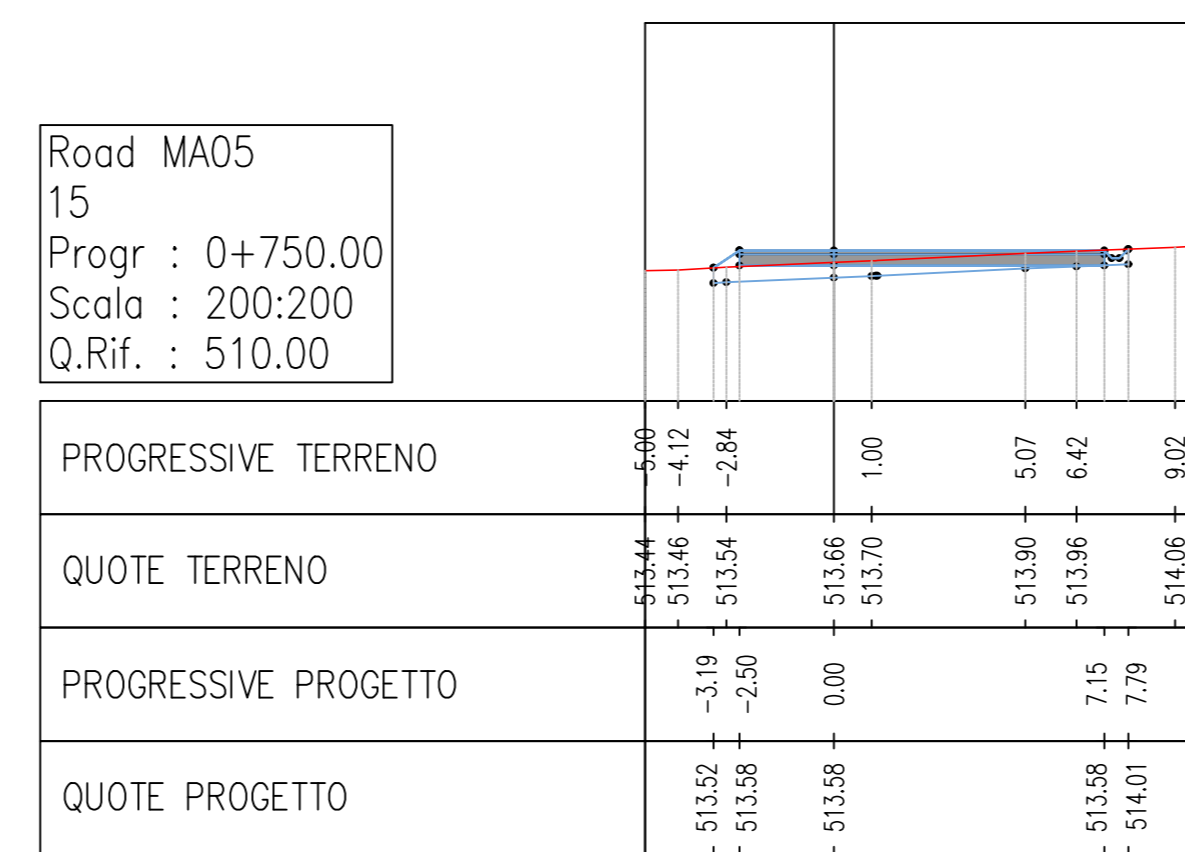 Road MA05
15
Progr : 0+750.00
Scala : 200:200
Q.Rif. : 510.00
PROGRESSIVE TERRENO -5.00 -4.12 -2.84 1.00 5.07 6.42 9.02
QUOTE TERRENO 513.44 513.46 513.54 513.66 513.70 513.90 513.96 514.06
PROGRESSIVE PROGETTO -3.19 -2.50 0.00 7.15 7.79
QUOTE PROGETTO 513.52 513.58 513.58 513.58 514.01